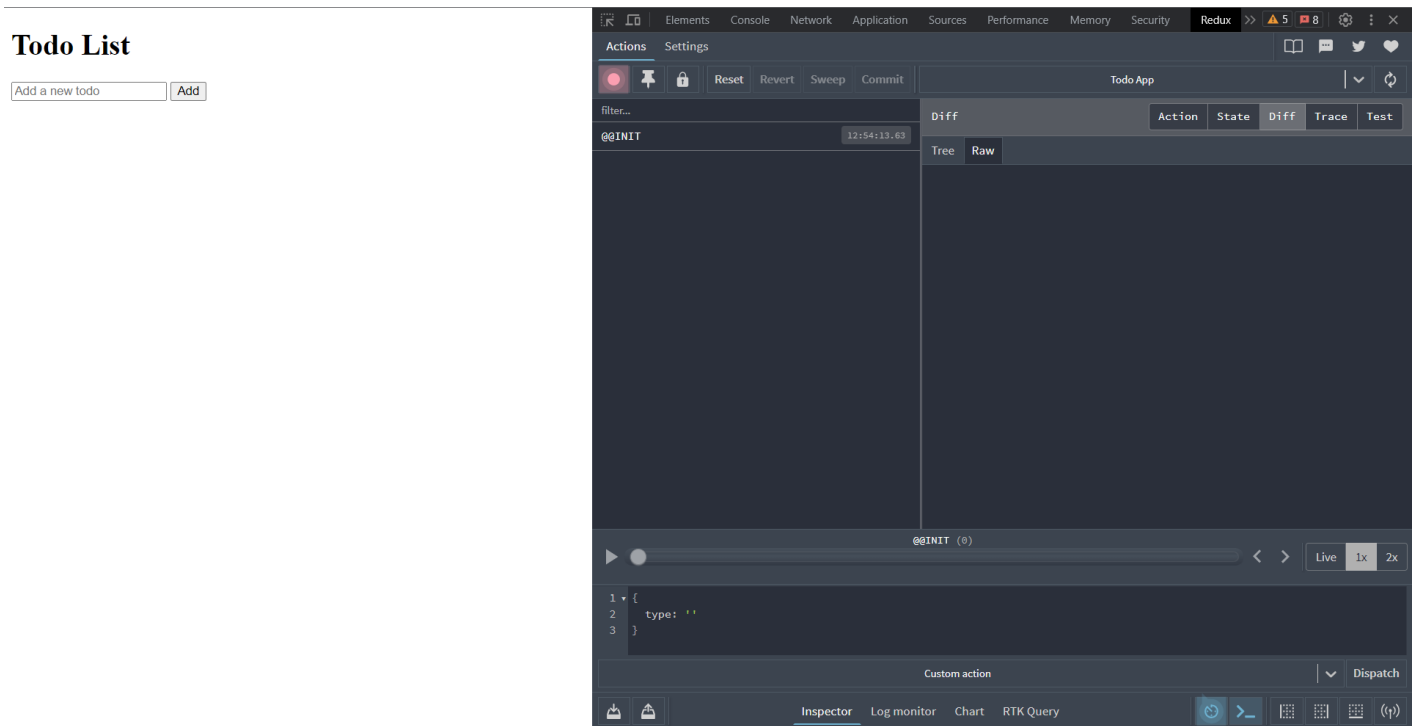 Todo List
Add a new todo Add
Elements Console Network Application Sources Performance Memory Security Redux 5 8
Actions Settings
Reset Revert Sweep Commit Todo App
filter...
@@INIT 12:54:13.63
Diff Action State Diff Trace Test
Tree Raw
@@INIT (0)
Live 1x 2x
1 {
2 type: ''
3 }
Custom action Dispatch
Inspector Log monitor Chart RTK Query